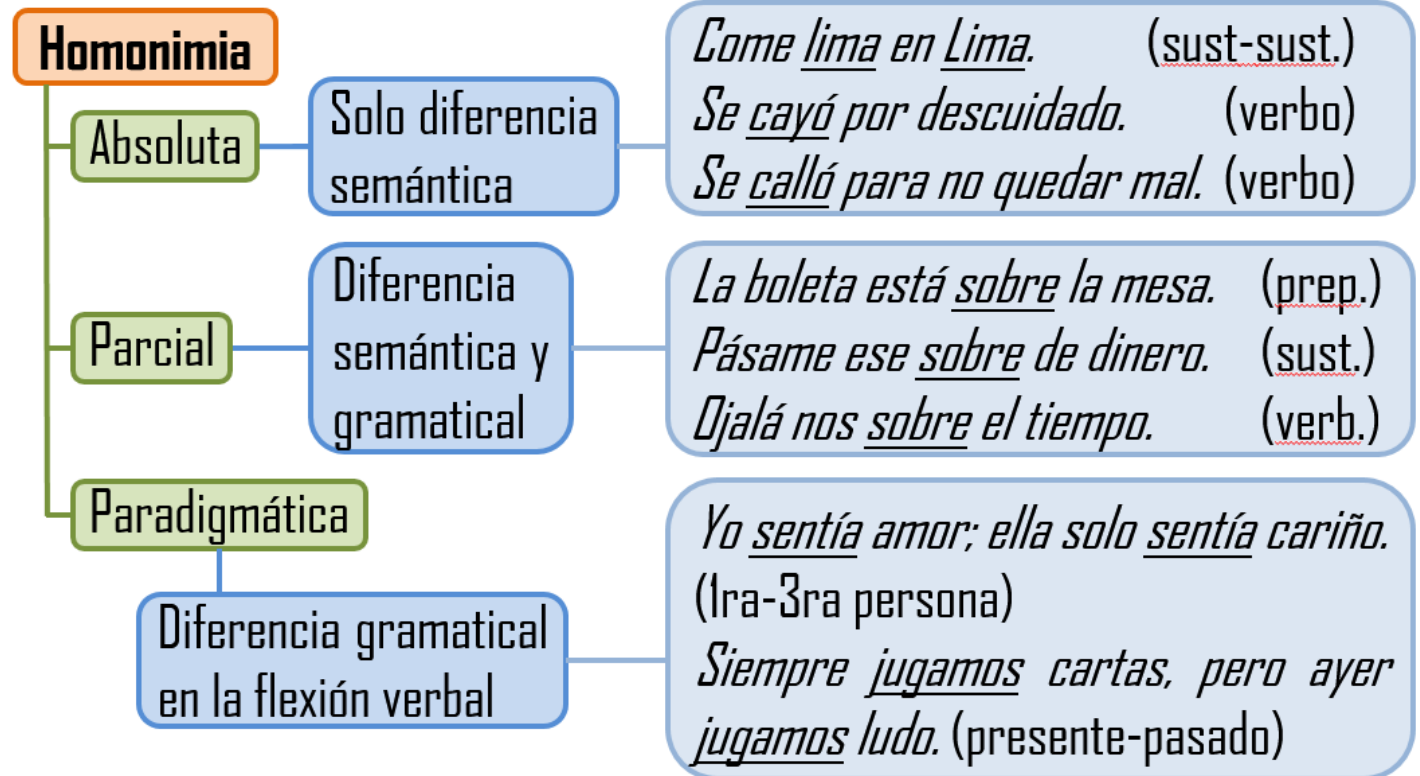 Homonimia
Absoluta
Solo diferencia
semántica
Come lima en Lima. (sust-sust.)
Se cayó por descuidado. (verbo)
Se calló para no quedar mal. (verbo)
Parcial
Diferencia
semántica y
gramatical
La boleta está sobre la mesa. (prep.)
Pásame ese sobre de dinero. (sust.)
Ojalá nos sobre el tiempo. (verb.)
Paradigmática
Diferencia gramatical
en la flexión verbal
Yo sentía amor; ella solo sentía cariño.
(1ra-3ra persona)
Siempre jugamos cartas, pero ayer
jugamos ludo. (presente-pasado)